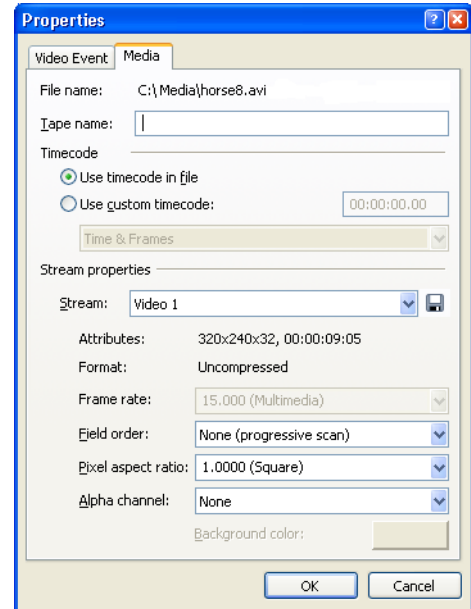 Properties
Video Event Media
File name: C:\Media\horse8.avi
Tape name:
Timecode
Use timecode in file
Use custom timecode: 00:00:00.00
Time & Frames
Stream properties
Stream: Video 1
Attributes: 320x240x32, 00:00:09:05
Format: Uncompressed
Frame rate: 15.000 (Multimedia)
Field order: None (progressive scan)
Pixel aspect ratio: 1.0000 (Square)
Alpha channel: None
Background color:
OK Cancel